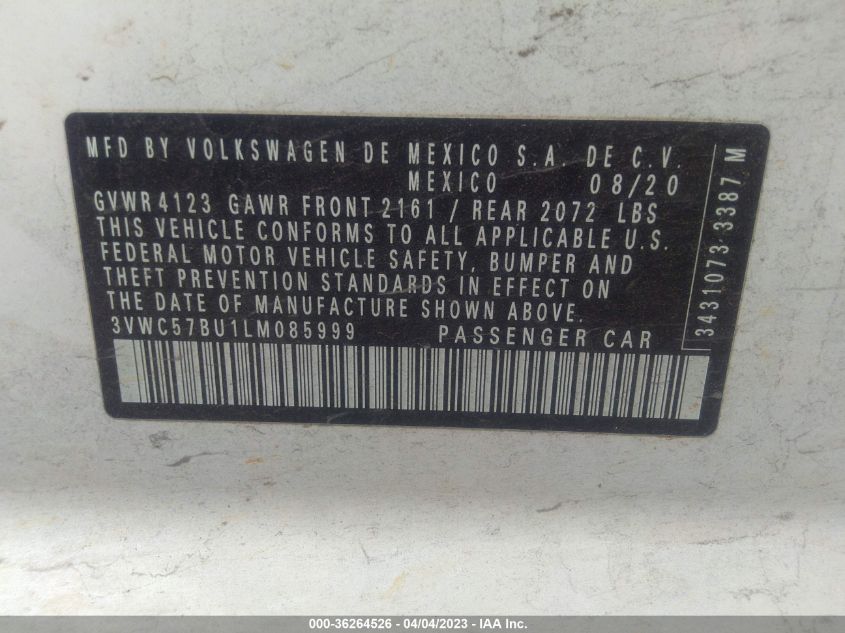 MFD BY VOLKSWAGEN DE MEXICO S.A. DE C.V.
MEXICO 08/20
GVWR 4123 GAWR FRONT 2161 / REAR 2072 LBS
THIS VEHICLE CONFORMS TO ALL APPLICABLE U.S.
FEDERAL MOTOR VEHICLE SAFETY, BUMPER AND
THEFT PREVENTION STANDARDS IN EFFECT ON
THE DATE OF MANUFACTURE SHOWN ABOVE.
3VWC57BU1LM085999 PASSENGER CAR
3431073 3387 M
000-36264526 - 04/04/2023 - IAA Inc.